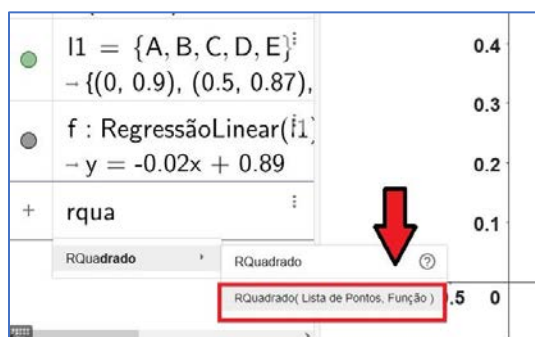 l1 = {A, B, C, D, E}
→ {(0, 0.9), (0.5, 0.87),
f : RegressãoLinear(l1)
→ y = -0.02x + 0.89
+ rqua
RQuadrado
RQuadrado
RQuadrado( Lista de Pontos, Função )
0.4
0.3
0.2
0.1
.5 0